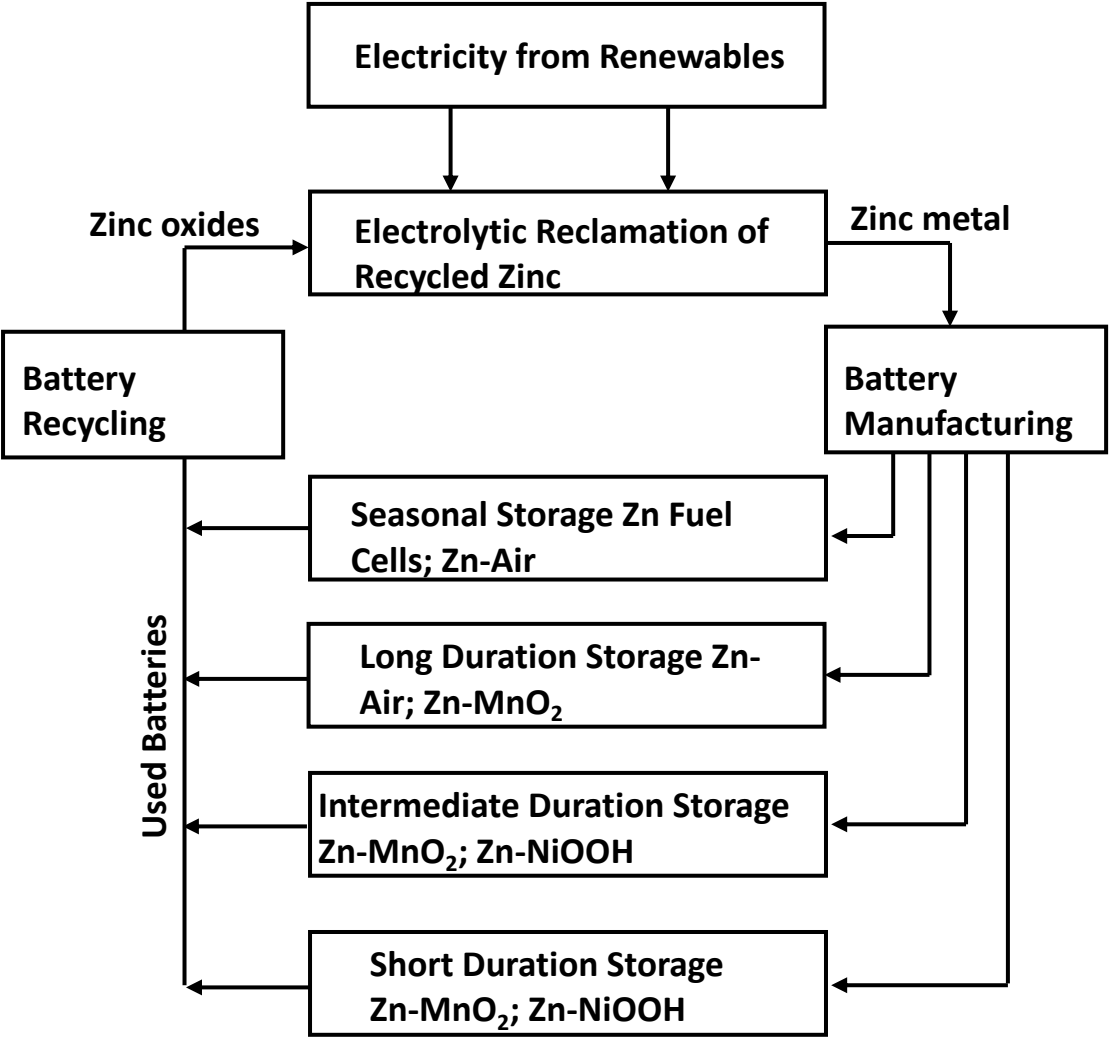 Electricity from Renewables
Zinc oxides
Electrolytic Reclamation of
Recycled Zinc
Zinc metal
Battery
Recycling
Battery
Manufacturing
Seasonal Storage Zn Fuel
Cells; Zn-Air
Long Duration Storage Zn-
Air; Zn-MnO₂
Used Batteries
Intermediate Duration Storage
Zn-MnO₂; Zn-NiOOH
Short Duration Storage
Zn-MnO₂; Zn-NiOOH